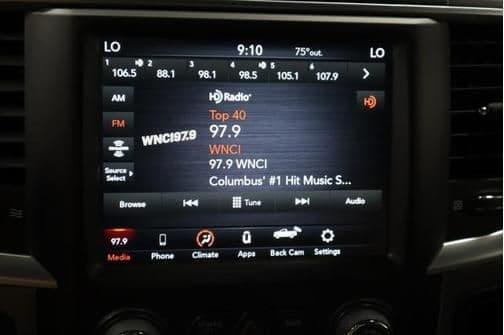 LO 9:10 75°out. LO
1 2 3 4 5 6
106.5 88.1 98.1 98.5 105.1 107.9
AM
HD Radio
Top 40
FM
97.9
WNCI97.9
WNCI
97.9 WNCI
Source
Select
Columbus' #1 Hit Music S...
Browse Tune Audio
97.9
Media Phone Climate Apps Back Cam Settings